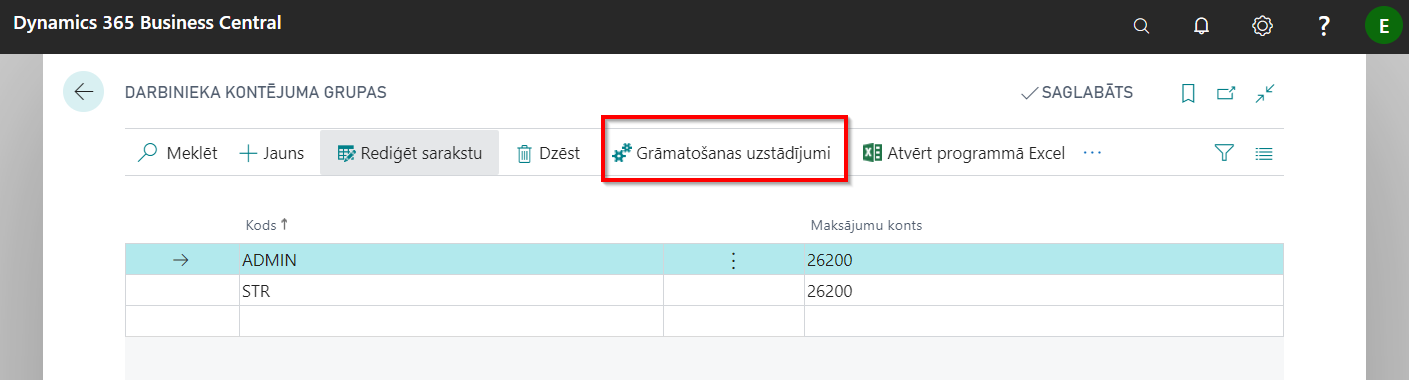 Dynamics 365 Business Central
?
E
DARBINIEKA KONTĒJUMA GRUPAS
SAGLABĀTS
Meklēt
Jauns
Rediģēt sarakstu
Dzēst
Grāmatošanas uzstādījumi
Atvērt programmā Excel
Kods ↑
Maksājumu konts
ADMIN
26200
STR
26200